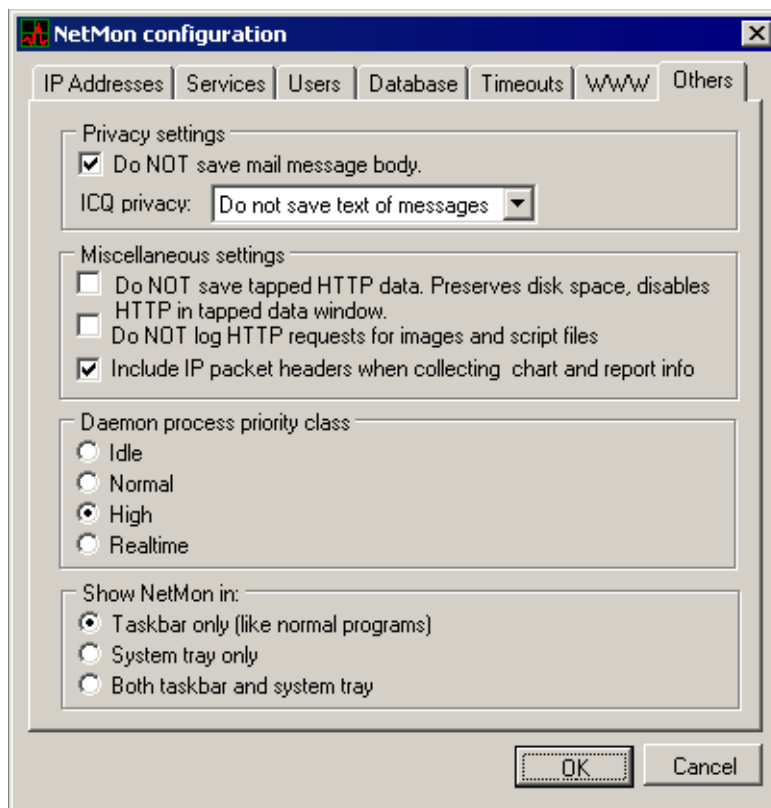 NetMon configuration
IP Addresses Services Users Database Timeouts WWW Others
Privacy settings
Do NOT save mail message body.
ICQ privacy: Do not save text of messages
Miscellaneous settings
Do NOT save tapped HTTP data. Preserves disk space, disables
HTTP in tapped data window.
Do NOT log HTTP requests for images and script files
Include IP packet headers when collecting  chart and report info
Daemon process priority class
Idle
Normal
High
Realtime
Show NetMon in:
Taskbar only (like normal programs)
System tray only
Both taskbar and system tray
OK Cancel